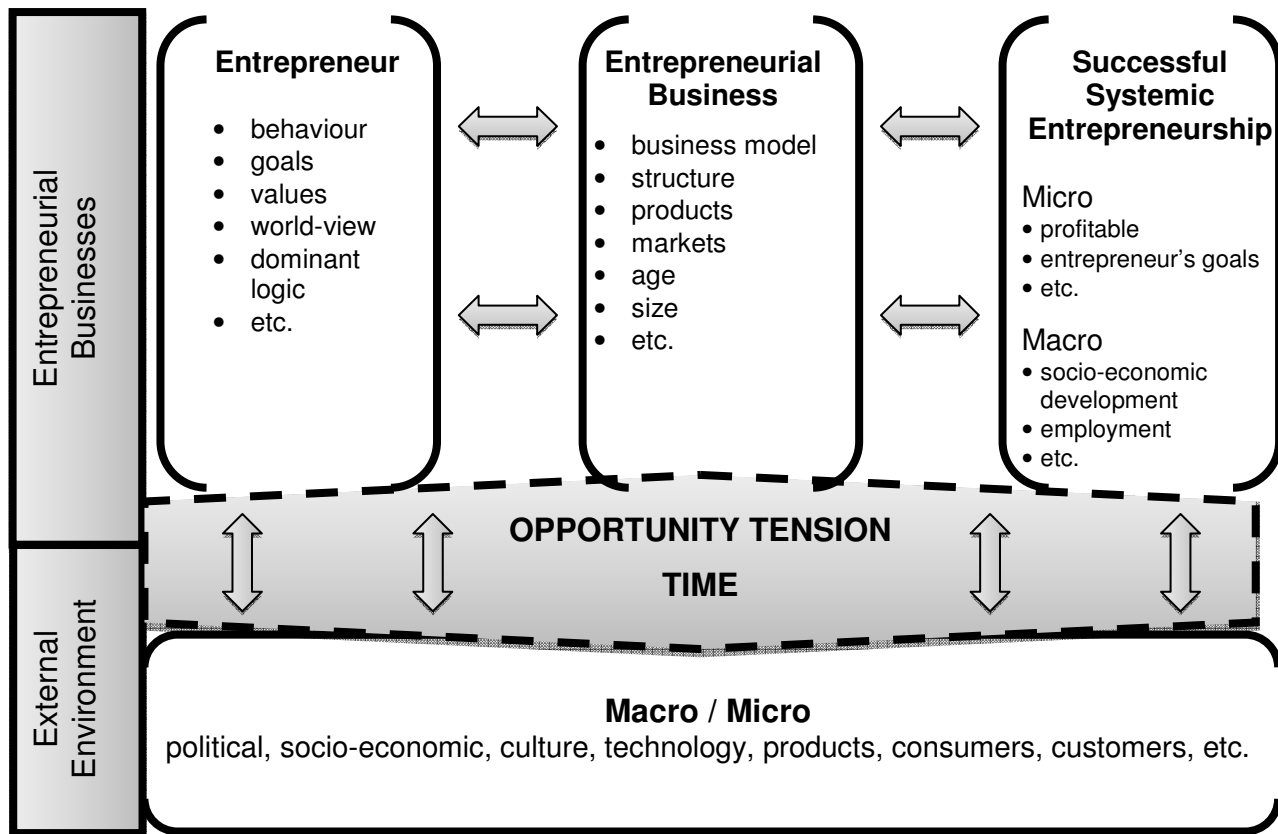 Entrepreneurial
Businesses
External
Environment
Entrepreneur
• behaviour
• goals
• values
• world-view
• dominant
logic
• etc.
Entrepreneurial
Business
• business model
• structure
• products
• markets
• age
• size
• etc.
Successful
Systemic
Entrepreneurship
Micro
• profitable
• entrepreneur's goals
• etc.
Macro
• socio-economic
development
• employment
• etc.
OPPORTUNITY TENSION
TIME
Macro / Micro
political, socio-economic, culture, technology, products, consumers, customers, etc.